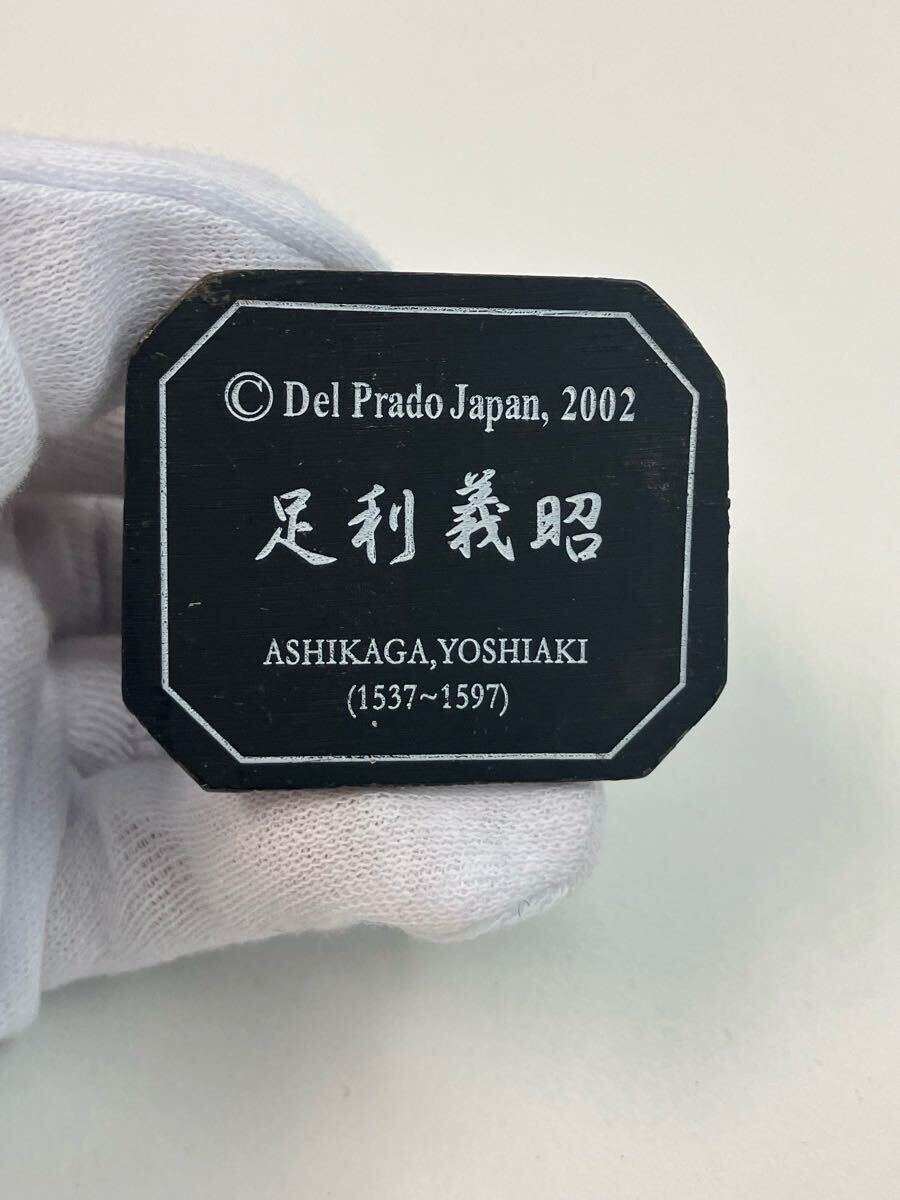 © Del Prado Japan, 2002
足利義昭
ASHIKAGA,YOSHIAKI
(1537~1597)